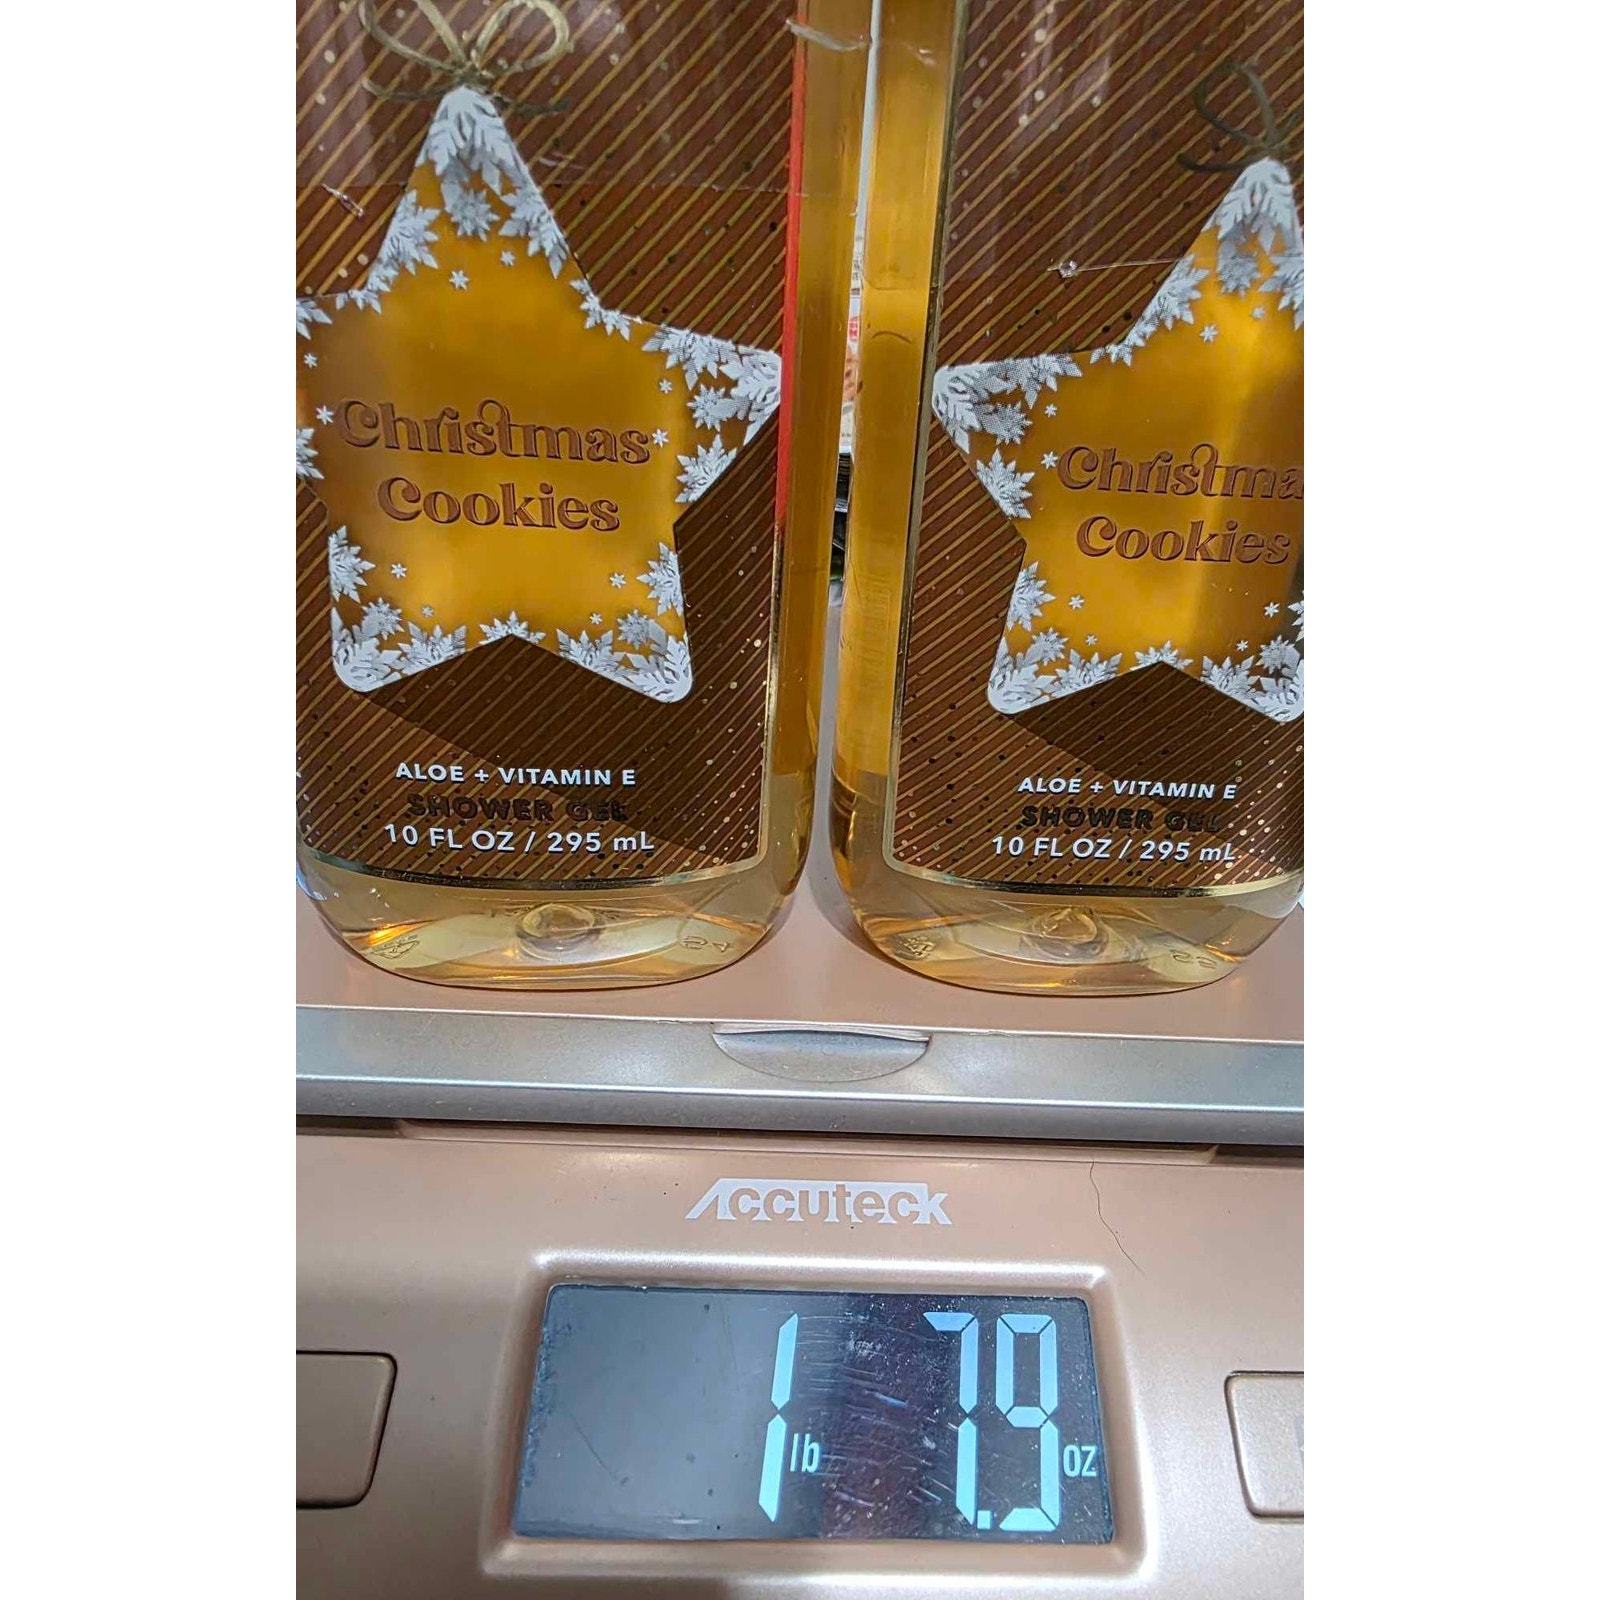 Christmas
Cookies
ALOE + VITAMIN E
SHOWER GEL
10 FL OZ / 295 mL
Christma
Cookies
ALOE + VITAMIN E
SHOWER GEL
10 FL OZ / 295 mL
Accuteck
1 lb 7.9 oz